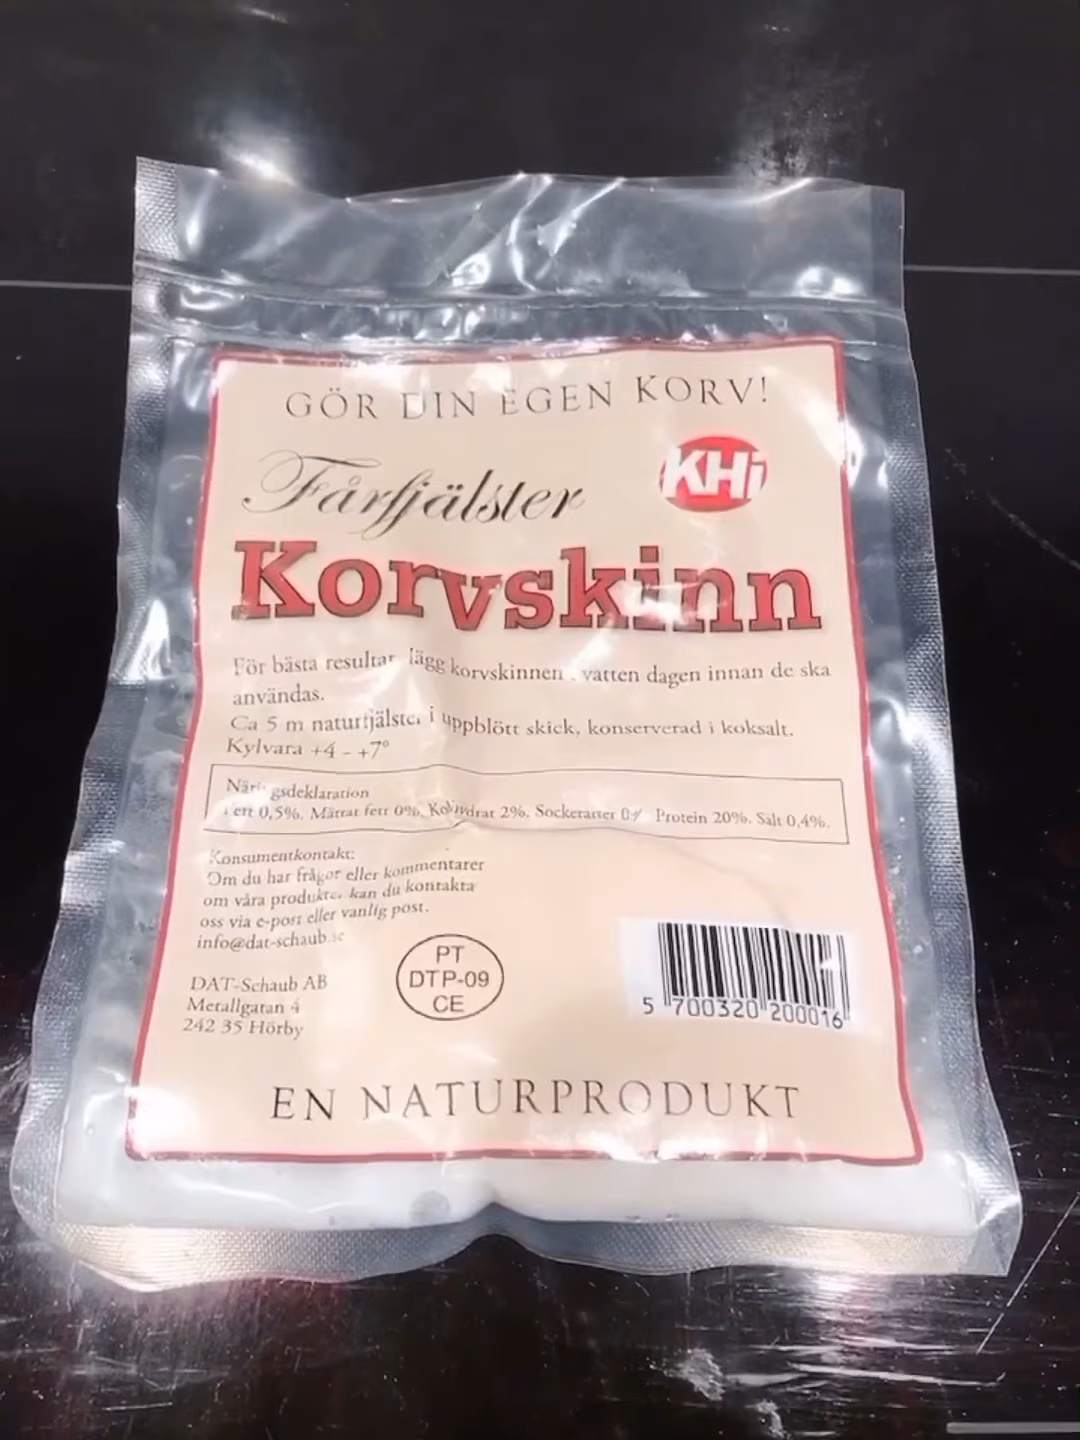 GÖR DIN EGEN KORV!
Fårfjälster
KHi
Korvskinn
För bästa resultat lägg korvskinnen i vatten dagen innan de ska
användas.
Ca 5 m naturfjälster i uppblött skick, konserverad i koksalt.
Kylvara +4 - +7°
Näringsdeklaration
Fett 0,5%. Mättat fett 0%. Kolhydrat 2%. Sockerarter 0% Protein 20%. Salt 0,4%.
Konsumentkontakt:
Om du har frågor eller kommentarer
om våra produkter kan du kontakta
oss via e-post eller vanlig post.
info@dat-schaub.se
DAT-Schaub AB
Metallgatan 4
242 35 Hörby
PT
DTP-09
CE
5 700320 200016
EN NATURPRODUKT